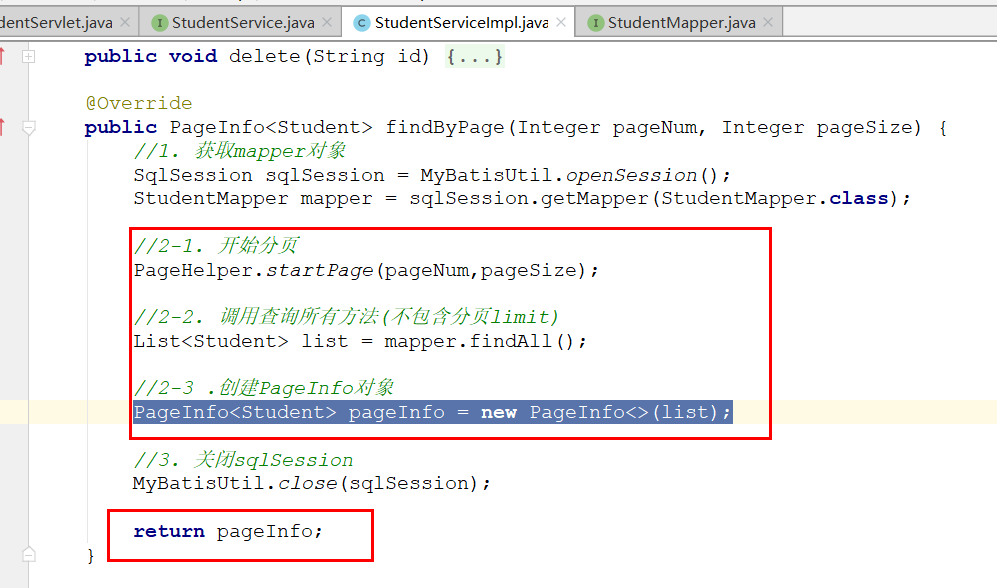 dentServlet.java × I StudentService.java × C StudentServiceImpl.java × I StudentMapper.java ×
public void delete(String id) {...}
@Override
public PageInfo<Student> findByPage(Integer pageNum, Integer pageSize) {
//1. 获取mapper对象
SqlSession sqlSession = MyBatisUtil.openSession();
StudentMapper mapper = sqlSession.getMapper(StudentMapper.class);
//2-1. 开始分页
PageHelper.startPage(pageNum,pageSize);
//2-2. 调用查询所有方法(不包含分页limit)
List<Student> list = mapper.findAll();
//2-3 .创建PageInfo对象
PageInfo<Student> pageInfo = new PageInfo<>(list);
//3. 关闭sqlSession
MyBatisUtil.close(sqlSession);
return pageInfo;
}